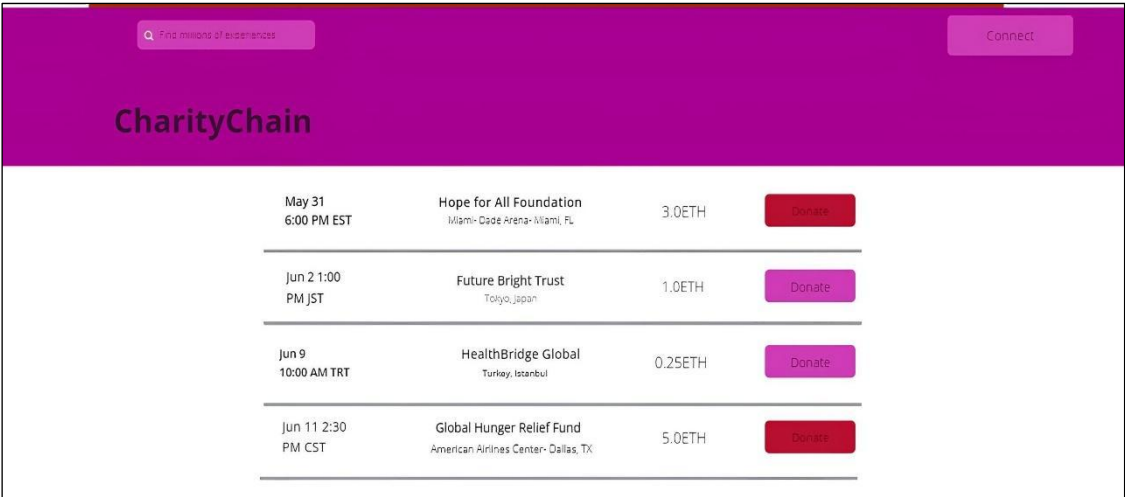 Find millions of experiences
Connect
CharityChain
May 31
6:00 PM EST
Hope for All Foundation
Miami- Dade Arena- Miami, FL
3.0ETH
Donate
Jun 2 1:00
PM JST
Future Bright Trust
Tokyo, Japan
1.0ETH
Donate
Jun 9
10:00 AM TRT
HealthBridge Global
Turkey, Istanbul
0.25ETH
Donate
Jun 11 2:30
PM CST
Global Hunger Relief Fund
American Airlines Center- Dallas, TX
5.0ETH
Donate